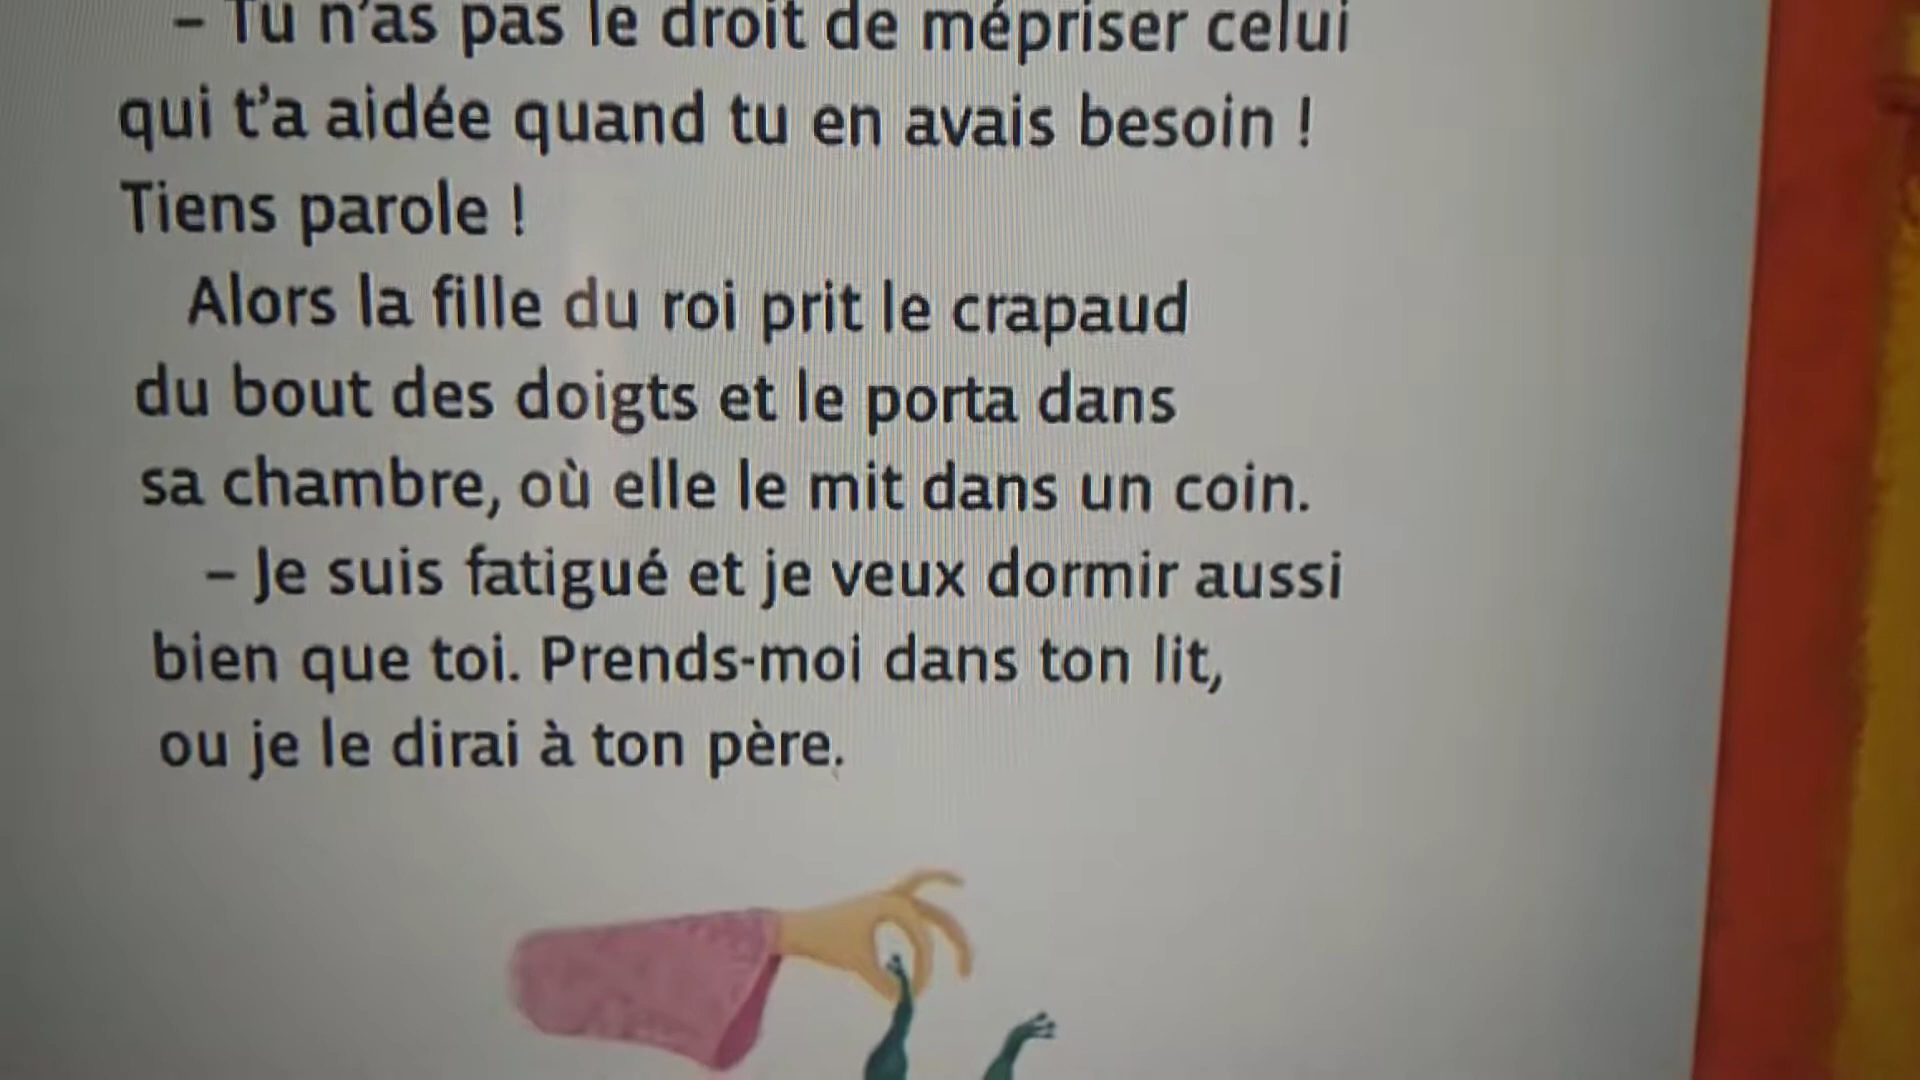 – Tu n'as pas le droit de mépriser celui
qui t'a aidée quand tu en avais besoin !
Tiens parole !
Alors la fille du roi prit le crapaud
du bout des doigts et le porta dans
sa chambre, où elle le mit dans un coin.
– Je suis fatigué et je veux dormir aussi
bien que toi. Prends-moi dans ton lit,
ou je le dirai à ton père.